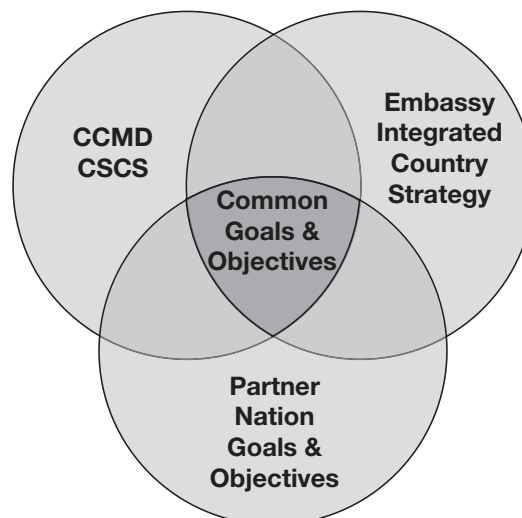 CCMD
CSCS
Embassy
Integrated
Country
Strategy
Common
Goals &
Objectives
Partner
Nation
Goals &
Objectives